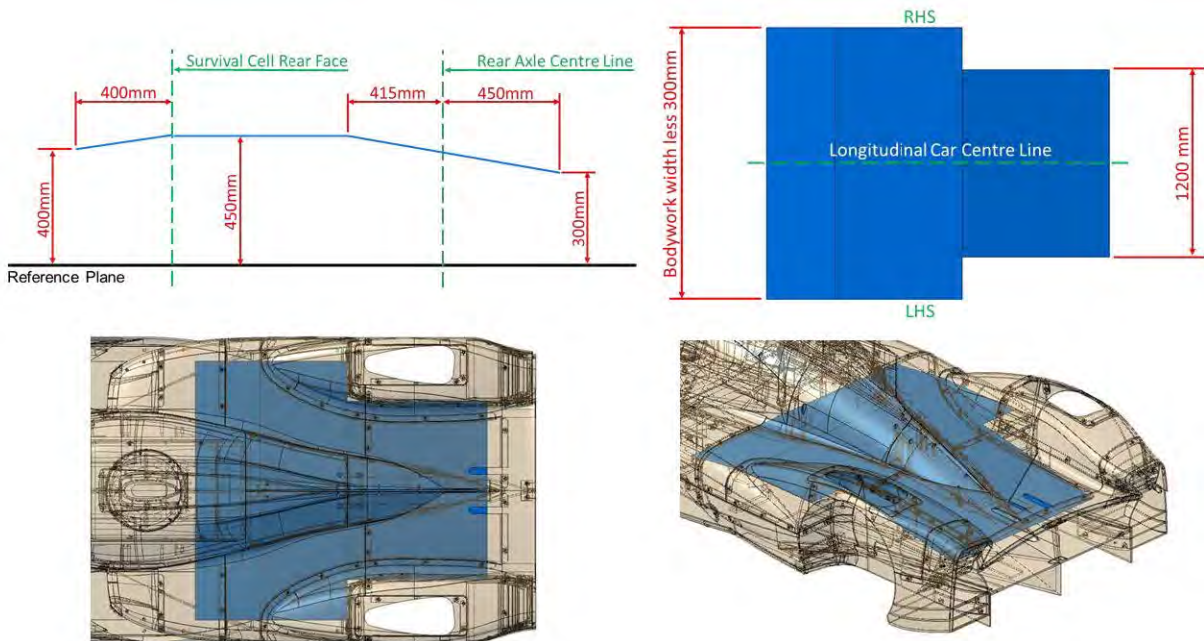 Survival Cell Rear Face
Rear Axle Centre Line
400mm
415mm
450mm
400mm
450mm
300mm
Reference Plane
RHS
Bodywork with less 300mm
Longitudinal Car Centre Line
1200 mm
LHS